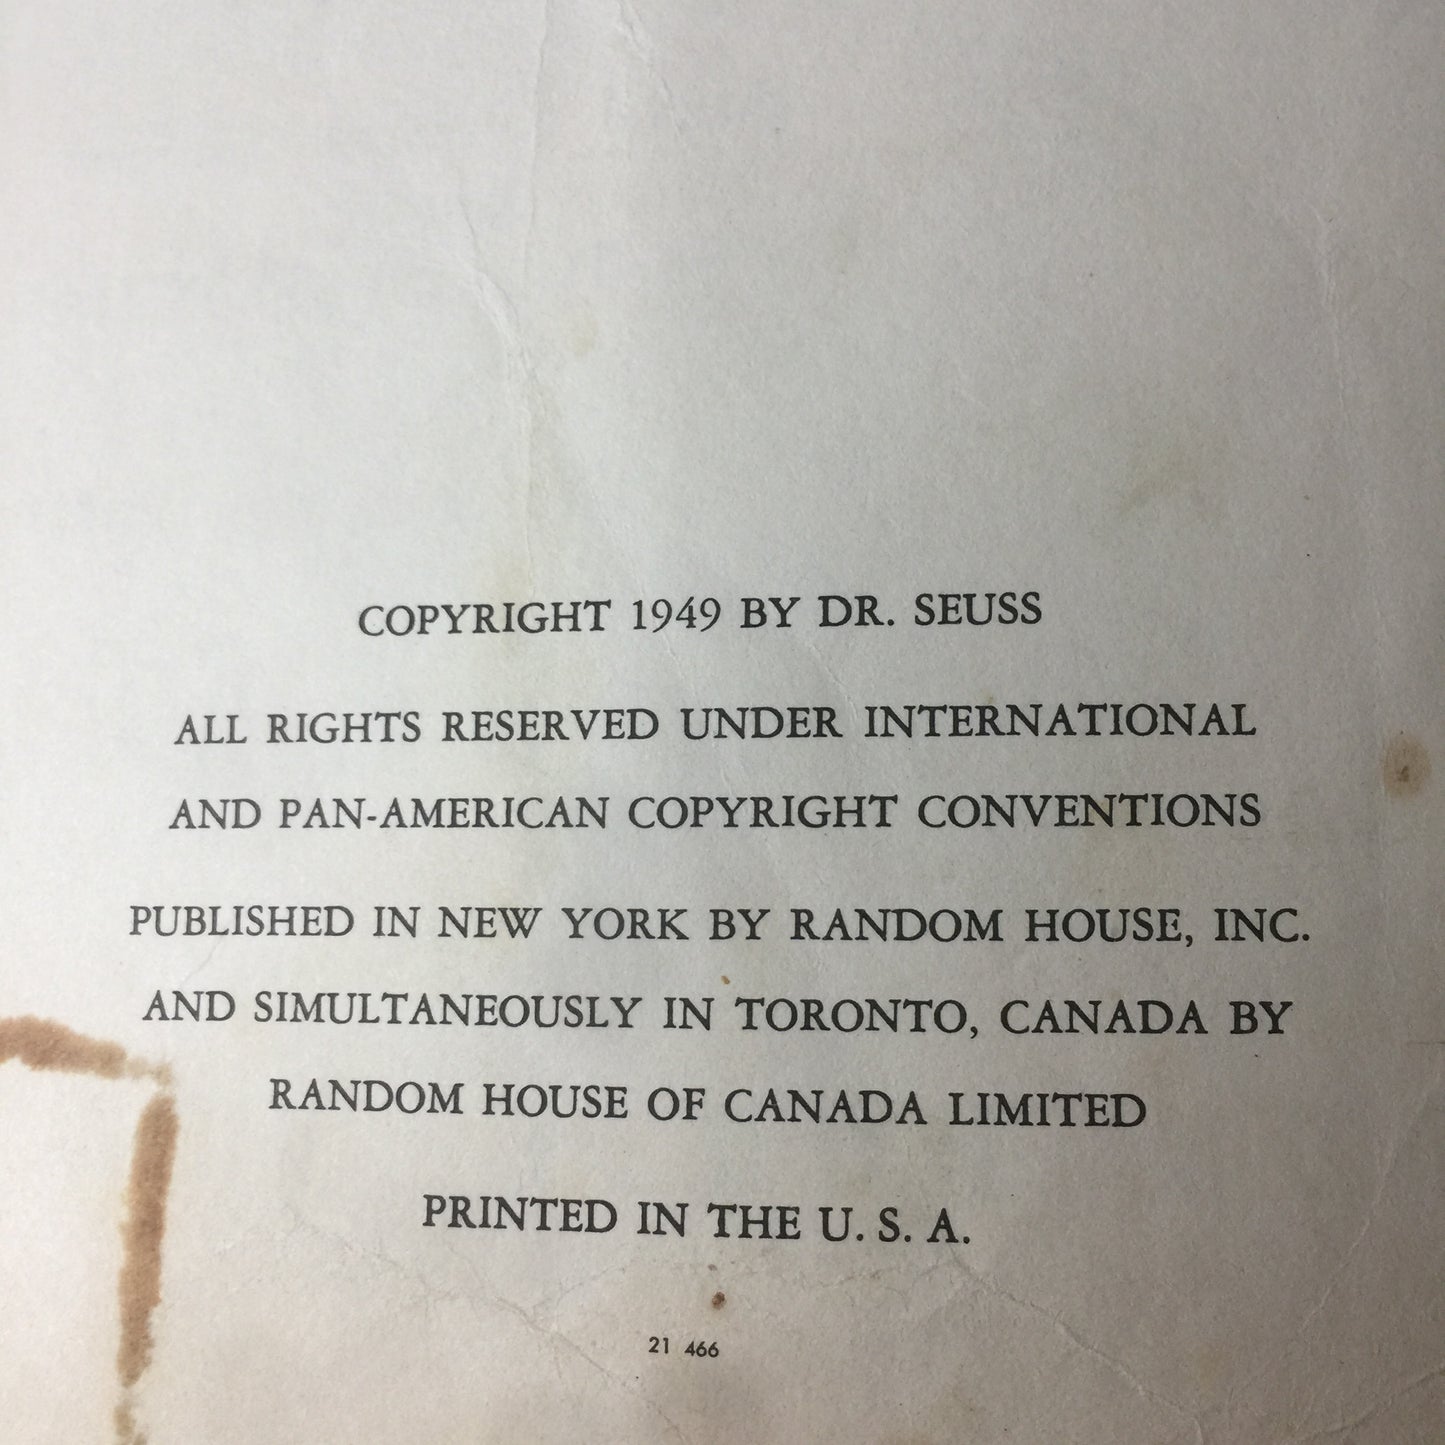 COPYRIGHT 1949 BY DR. SEUSS
ALL RIGHTS RESERVED UNDER INTERNATIONAL
AND PAN-AMERICAN COPYRIGHT CONVENTIONS
PUBLISHED IN NEW YORK BY RANDOM HOUSE, INC.
AND SIMULTANEOUSLY IN TORONTO, CANADA BY
RANDOM HOUSE OF CANADA LIMITED
PRINTED IN THE U. S. A.
21 466